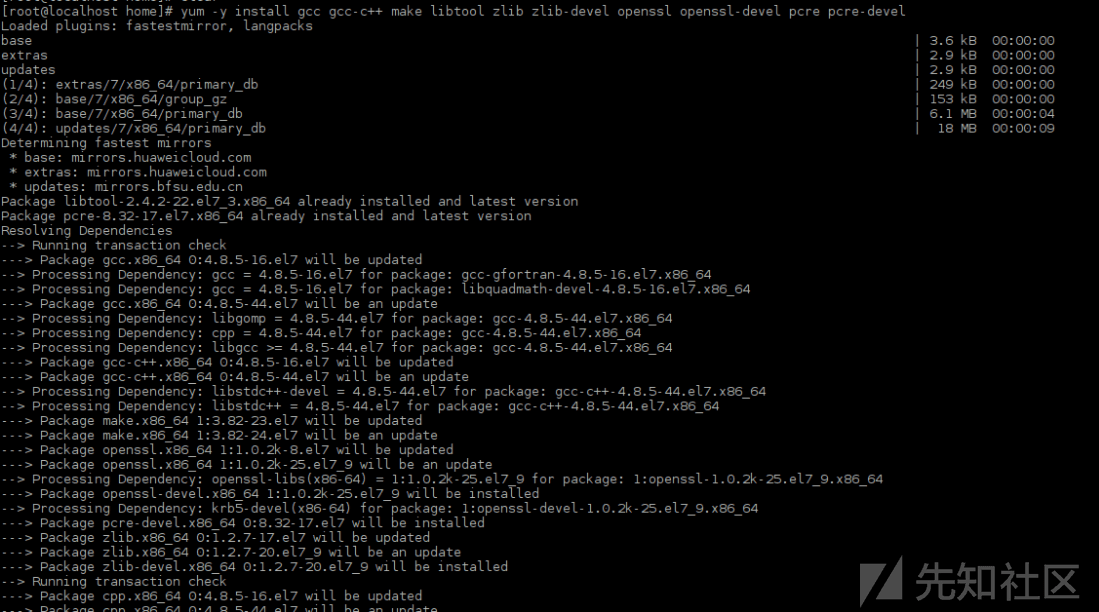 [root@localhost home]# yum -y install gcc gcc-c++ make libtool zlib zlib-devel openssl openssl-devel pcre pcre-devel
Loaded plugins: fastestmirror, langpacks
base | 3.6 kB 00:00:00
extras | 2.9 kB 00:00:00
updates | 2.9 kB 00:00:00
(1/4): extras/7/x86_64/primary_db | 249 kB 00:00:00
(2/4): base/7/x86_64/group_gz | 153 kB 00:00:00
(3/4): base/7/x86_64/primary_db | 6.1 MB 00:00:04
(4/4): updates/7/x86_64/primary_db | 18 MB 00:00:09
Determining fastest mirrors
* base: mirrors.huaweicloud.com
* extras: mirrors.huaweicloud.com
* updates: mirrors.bfsu.edu.cn
Package libtool-2.4.2-22.el7_3.x86_64 already installed and latest version
Package pcre-8.32-17.el7.x86_64 already installed and latest version
Resolving Dependencies
--> Running transaction check
---> Package gcc.x86_64 0:4.8.5-16.el7 will be updated
--> Processing Dependency: gcc = 4.8.5-16.el7 for package: gcc-gfortran-4.8.5-16.el7.x86_64
--> Processing Dependency: gcc = 4.8.5-16.el7 for package: libquadmath-devel-4.8.5-16.el7.x86_64
---> Package gcc.x86_64 0:4.8.5-44.el7 will be an update
--> Processing Dependency: libgomp = 4.8.5-44.el7 for package: gcc-4.8.5-44.el7.x86_64
--> Processing Dependency: cpp = 4.8.5-44.el7 for package: gcc-4.8.5-44.el7.x86_64
--> Processing Dependency: libgcc >= 4.8.5-44.el7 for package: gcc-4.8.5-44.el7.x86_64
---> Package gcc-c++.x86_64 0:4.8.5-16.el7 will be updated
---> Package gcc-c++.x86_64 0:4.8.5-44.el7 will be an update
--> Processing Dependency: libstdc++-devel = 4.8.5-44.el7 for package: gcc-c++-4.8.5-44.el7.x86_64
--> Processing Dependency: libstdc++ = 4.8.5-44.el7 for package: gcc-c++-4.8.5-44.el7.x86_64
---> Package make.x86_64 1:3.82-23.el7 will be updated
---> Package make.x86_64 1:3.82-24.el7 will be an update
---> Package openssl.x86_64 1:1.0.2k-8.el7 will be updated
---> Package openssl.x86_64 1:1.0.2k-25.el7_9 will be an update
--> Processing Dependency: openssl-libs(x86-64) = 1:1.0.2k-25.el7_9 for package: 1:openssl-1.0.2k-25.el7_9.x86_64
---> Package openssl-devel.x86_64 1:1.0.2k-25.el7_9 will be installed
--> Processing Dependency: krb5-devel(x86-64) for package: 1:openssl-devel-1.0.2k-25.el7_9.x86_64
---> Package pcre-devel.x86_64 0:8.32-17.el7 will be installed
---> Package zlib.x86_64 0:1.2.7-17.el7 will be updated
---> Package zlib.x86_64 0:1.2.7-20.el7_9 will be an update
---> Package zlib-devel.x86_64 0:1.2.7-20.el7_9 will be installed
--> Running transaction check
---> Package cpp.x86_64 0:4.8.5-16.el7 will be updated
---> Package cpp.x86_64 0:4.8.5-44.el7 will be an update
先知社区